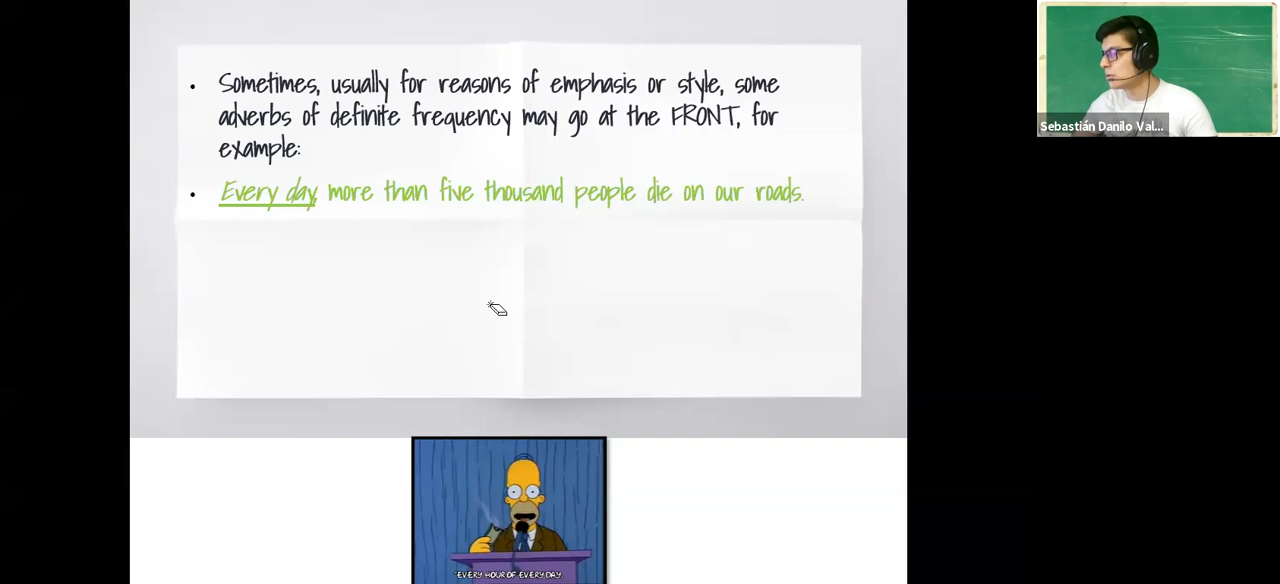 • Sometimes, usually for reasons of emphasis or style, some
adverbs of definite frequency may go at the FRONT, for
example:
• Every day, more than five thousand people die on our roads.
Sebastián Danilo Val...
"EVERY HOUR OF EVERY DAY.